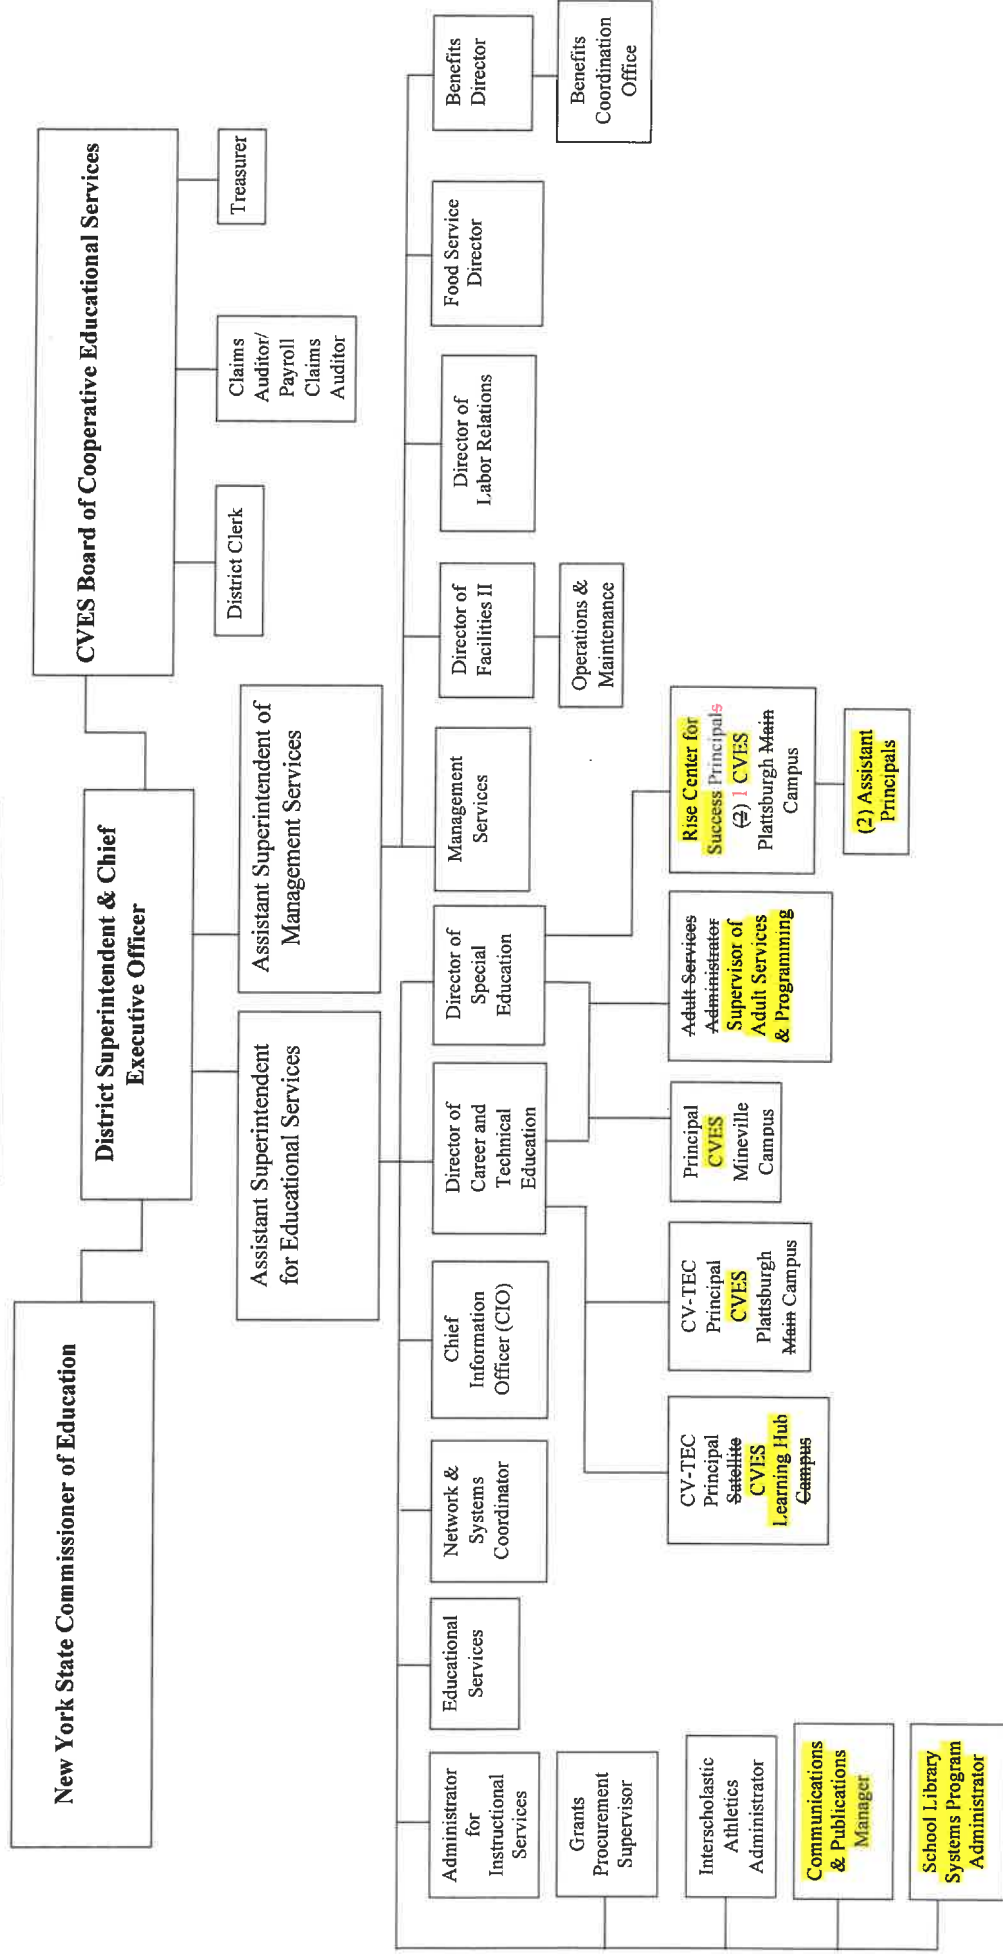 New York State Commissioner of Education
CVES Board of Cooperative Educational Services
District Superintendent & Chief
Executive Officer
District Clerk
Claims
Auditor/
Payroll
Claims
Auditor
Treasurer
Assistant Superintendent
for Educational Services
Assistant Superintendent of
Management Services
Administrator
for
Instructional
Services
Educational
Services
Network &
Systems
Coordinator
Chief
Information
Officer (CIO)
Director of
Career and
Technical
Education
Director of
Special
Education
Management
Services
Director of
Facilities II
Director of
Labor Relations
Food Service
Director
Benefits
Director
Grants
Procurement
Supervisor
Operations &
Maintenance
Benefits
Coordination
Office
Interscholastic
Athletics
Administrator
CV-TEC
Principal
Satellite
CVES
Learning Hub
Campus
CV-TEC
Principal
CVES
Plattsburgh
Main Campus
Principal
CVES
Mineville
Campus
Adult Services
Administrator
Supervisor of
Adult Services
& Programming
Rise Center for
Success Principals
(2) 1 CVES
Plattsburgh Main
Campus
Communications
& Publications
Manager
(2) Assistant
Principals
School Library
Systems Program
Administrator